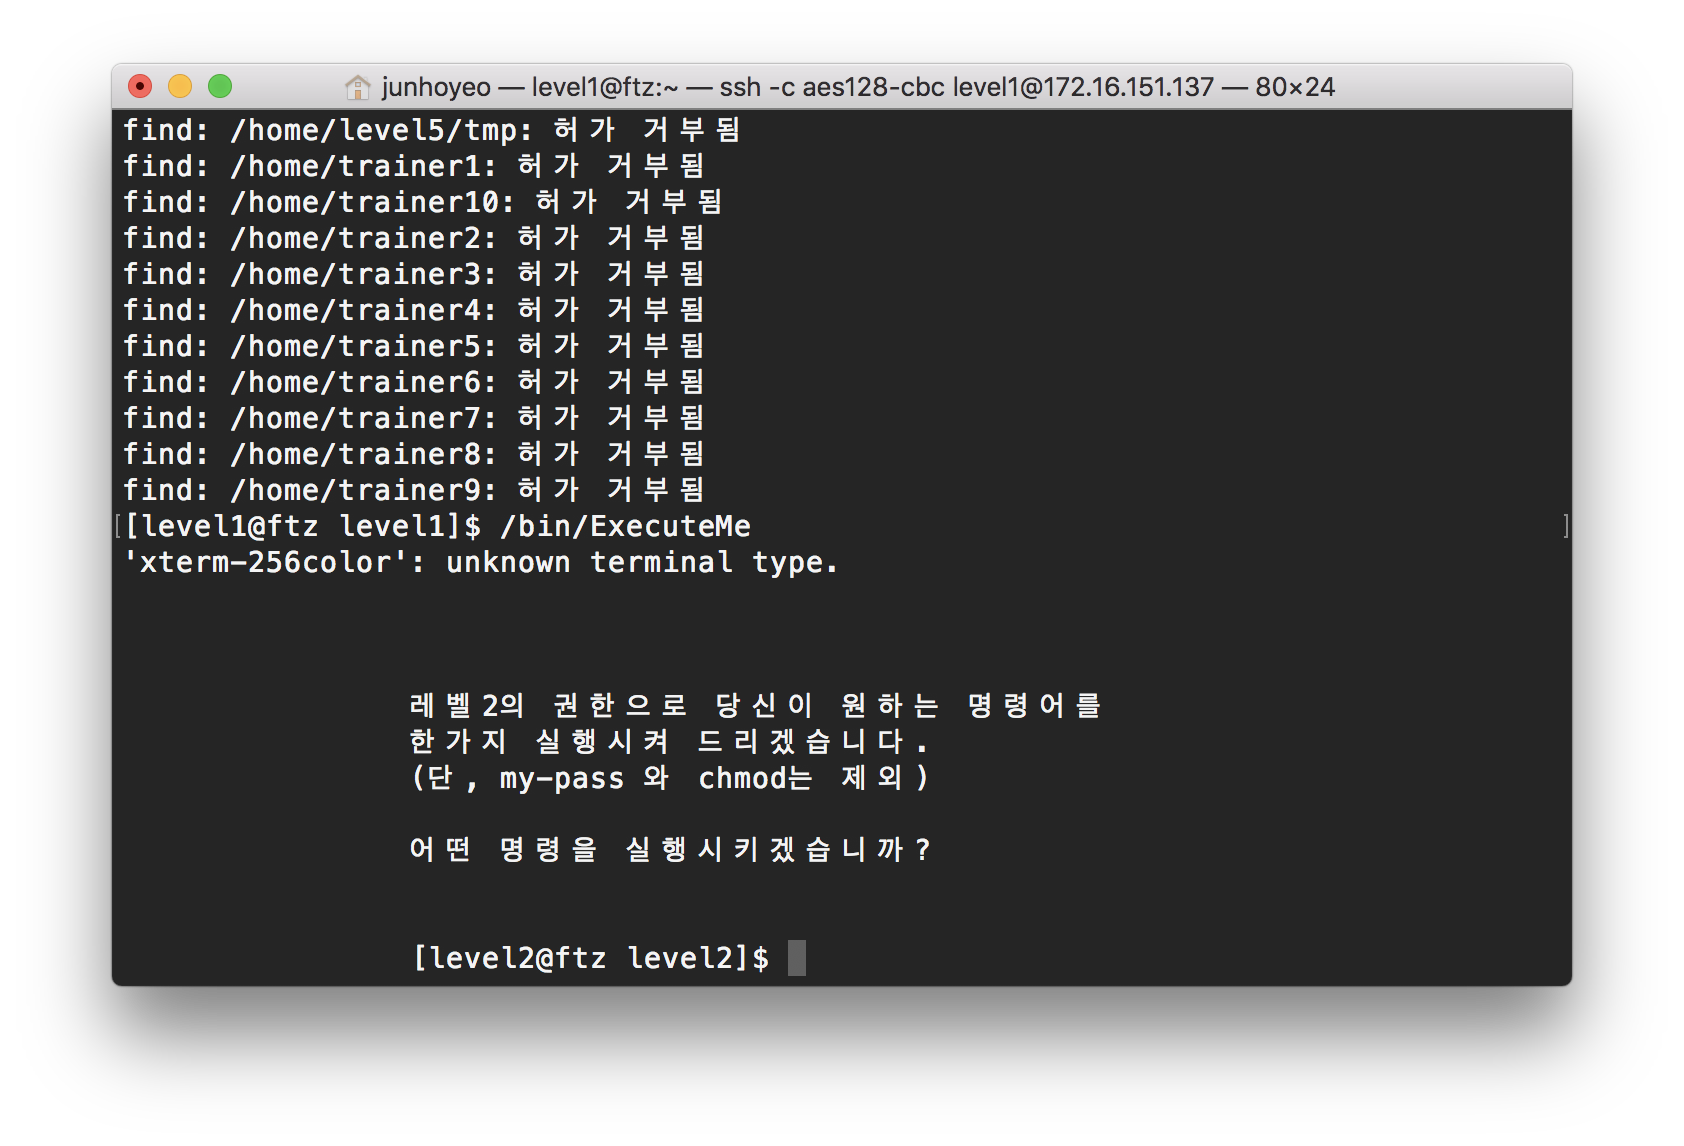 junhoyeo — level1@ftz:~ — ssh -c aes128-cbc level1@172.16.151.137 — 80×24
find: /home/level5/tmp: 허가 거부됨
find: /home/trainer1: 허가 거부됨
find: /home/trainer10: 허가 거부됨
find: /home/trainer2: 허가 거부됨
find: /home/trainer3: 허가 거부됨
find: /home/trainer4: 허가 거부됨
find: /home/trainer5: 허가 거부됨
find: /home/trainer6: 허가 거부됨
find: /home/trainer7: 허가 거부됨
find: /home/trainer8: 허가 거부됨
find: /home/trainer9: 허가 거부됨
[[level1@ftz level1]$ /bin/ExecuteMe ]
'xterm-256color': unknown terminal type.
레벨2의 권한으로 당신이 원하는 명령어를
한가지 실행시켜 드리겠습니다.
(단, my-pass 와 chmod는 제외)
어떤 명령을 실행시키겠습니까?
[level2@ftz level2]$